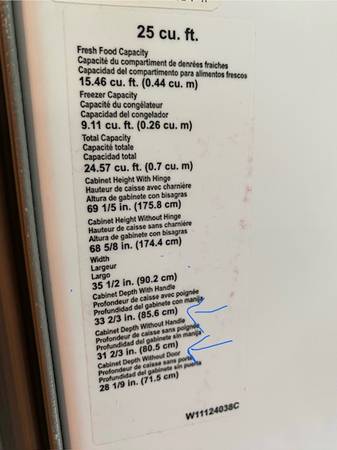 25 cu. ft.
Fresh Food Capacity
Capacité du compartiment de denrées fraîches
Capacidad del compartimento para alimentos frescos
15.46 cu. ft. (0.44 cu. m)
Freezer Capacity
Capacité du congélateur
Capacidad del congelador
9.11 cu. ft. (0.26 cu. m)
Total Capacity
Capacité totale
Capacidad total
24.57 cu. ft. (0.7 cu. m)
Cabinet Height With Hinge
Hauteur de caisse avec charnière
Altura de gabinete con bisagras
69 1/5 in. (175.8 cm)
Cabinet Height Without Hinge
Hauteur de caisse sans charnière
Altura de gabinete sin bisagras
68 5/8 in. (174.4 cm)
Width
Largeur
Largo
35 1/2 in. (90.2 cm)
Cabinet Depth With Handle
Profondeur de caisse avec poignée
Profundidad del gabinete con manija
33 2/3 in. (85.6 cm)
Cabinet Depth Without Handle
Profondeur de caisse sans poignée
Profundidad del gabinete sin manija
31 2/3 in. (80.5 cm)
Cabinet Depth Without Door
Profondeur de caisse sans porte
Profundidad del gabinete sin puerta
28 1/9 in. (71.5 cm)
W11124038C